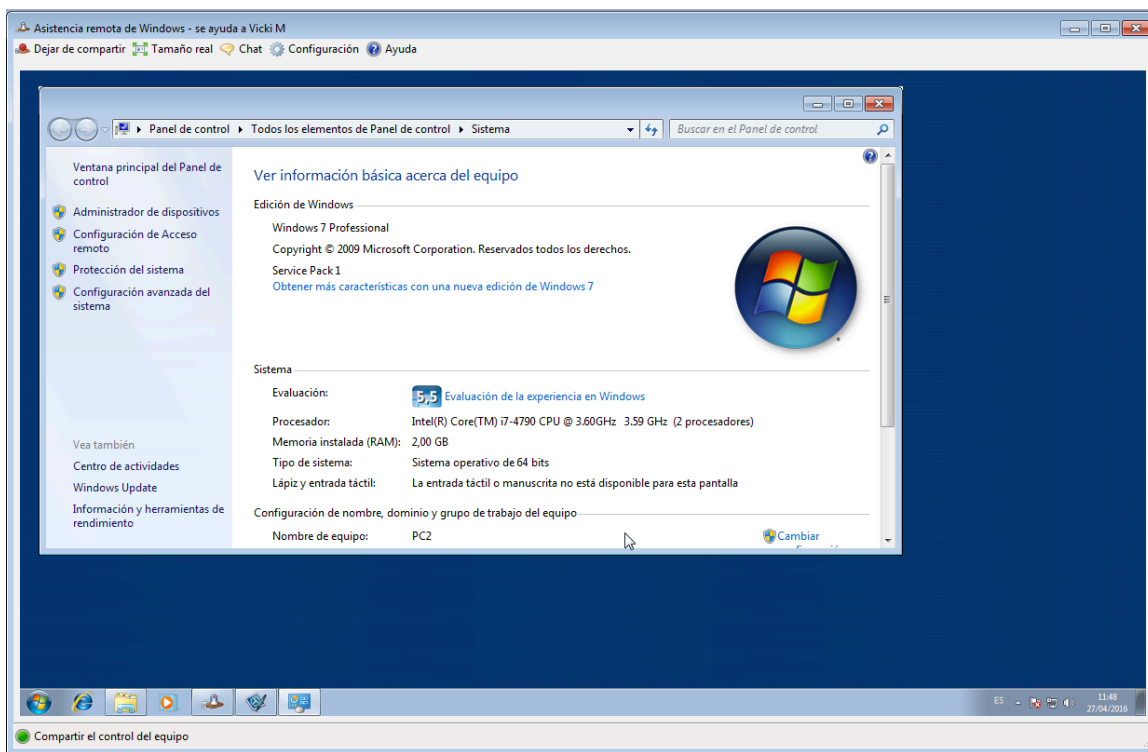 Asistencia remota de Windows - se ayuda a Vicki M
Dejar de compartir Tamaño real Chat Configuración Ayuda
Panel de control Todos los elementos de Panel de control Sistema
Buscar en el Panel de control
Ventana principal del Panel de
control
Administrador de dispositivos
Configuración de Acceso
remoto
Protección del sistema
Configuración avanzada del
sistema
Vea también
Centro de actividades
Windows Update
Información y herramientas de
rendimiento
Ver información básica acerca del equipo
Edición de Windows
Windows 7 Professional
Copyright © 2009 Microsoft Corporation. Reservados todos los derechos.
Service Pack 1
Obtener más características con una nueva edición de Windows 7
Sistema
Evaluación: 5,5 Evaluación de la experiencia en Windows
Procesador: Intel(R) Core(TM) i7-4790 CPU @ 3.60GHz 3.59 GHz (2 procesadores)
Memoria instalada (RAM): 2,00 GB
Tipo de sistema: Sistema operativo de 64 bits
Lápiz y entrada táctil: La entrada táctil o manuscrita no está disponible para esta pantalla
Configuración de nombre, dominio y grupo de trabajo del equipo
Nombre de equipo: PC2 Cambiar
ES 11:48
27/04/2016
Compartir el control del equipo